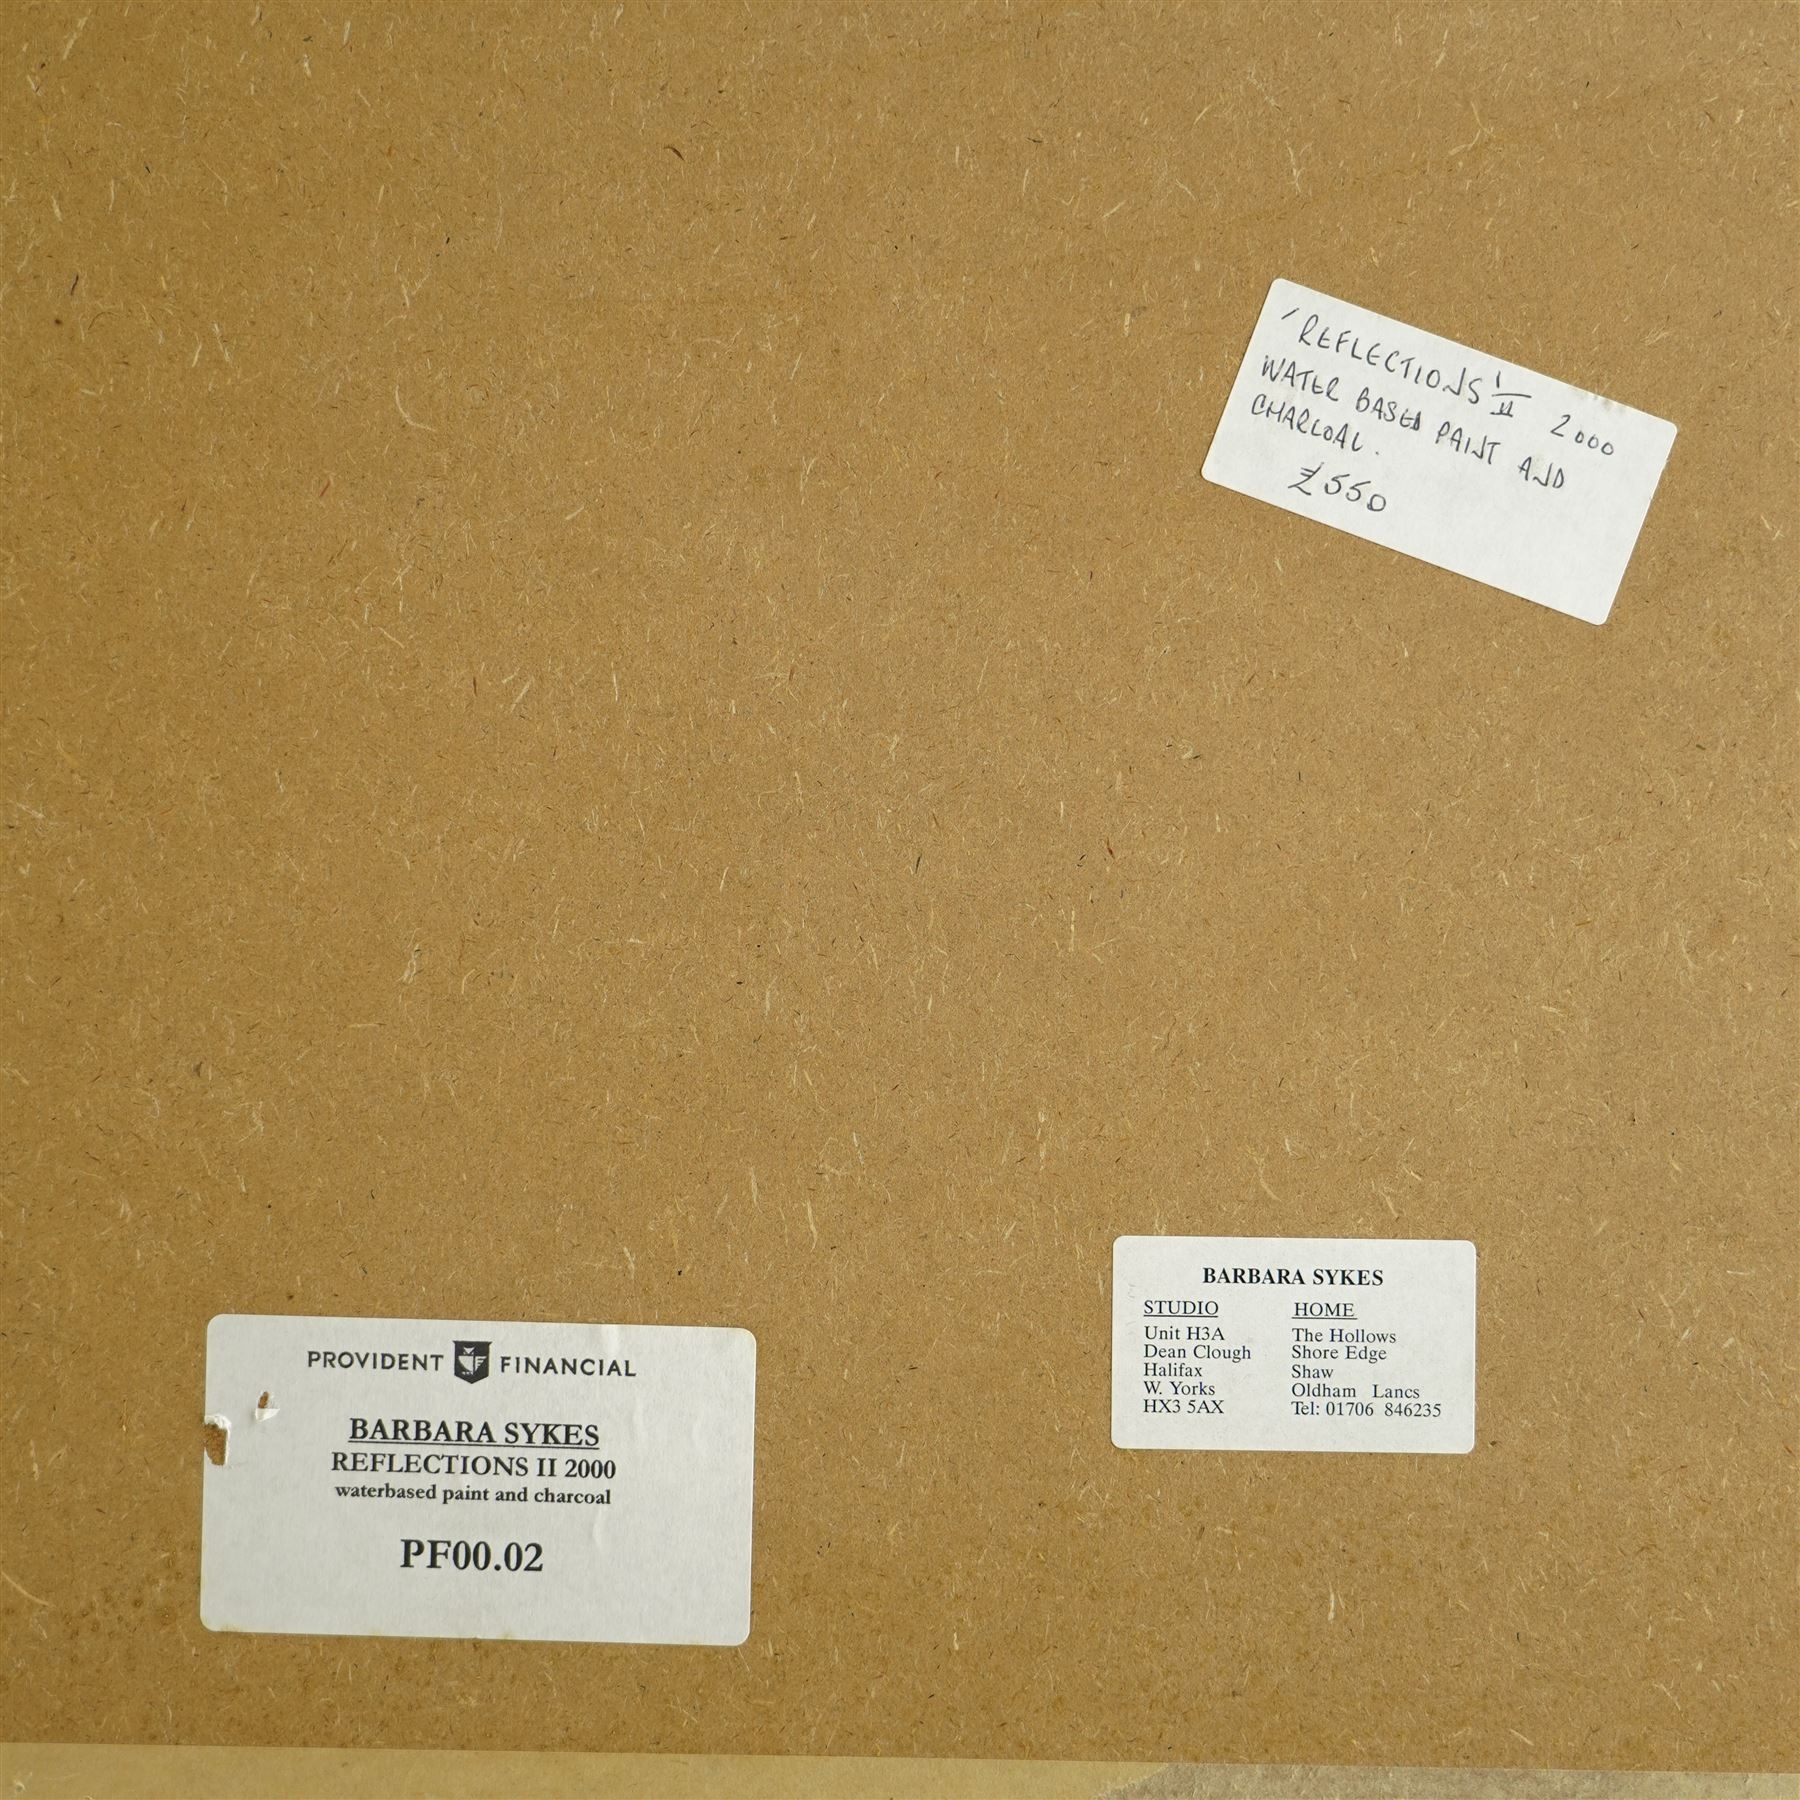 'REFLECTIONS' II 2000
WATER BASED PAINT AND
CHARCOAL.
£550
BARBARA SYKES
STUDIO
Unit H3A
Dean Clough
Halifax
W. Yorks
HX3 5AX
HOME
The Hollows
Shore Edge
Shaw
Oldham Lancs
Tel: 01706 846235
PROVIDENT FINANCIAL
BARBARA SYKES
REFLECTIONS II 2000
waterbased paint and charcoal
PF00.02